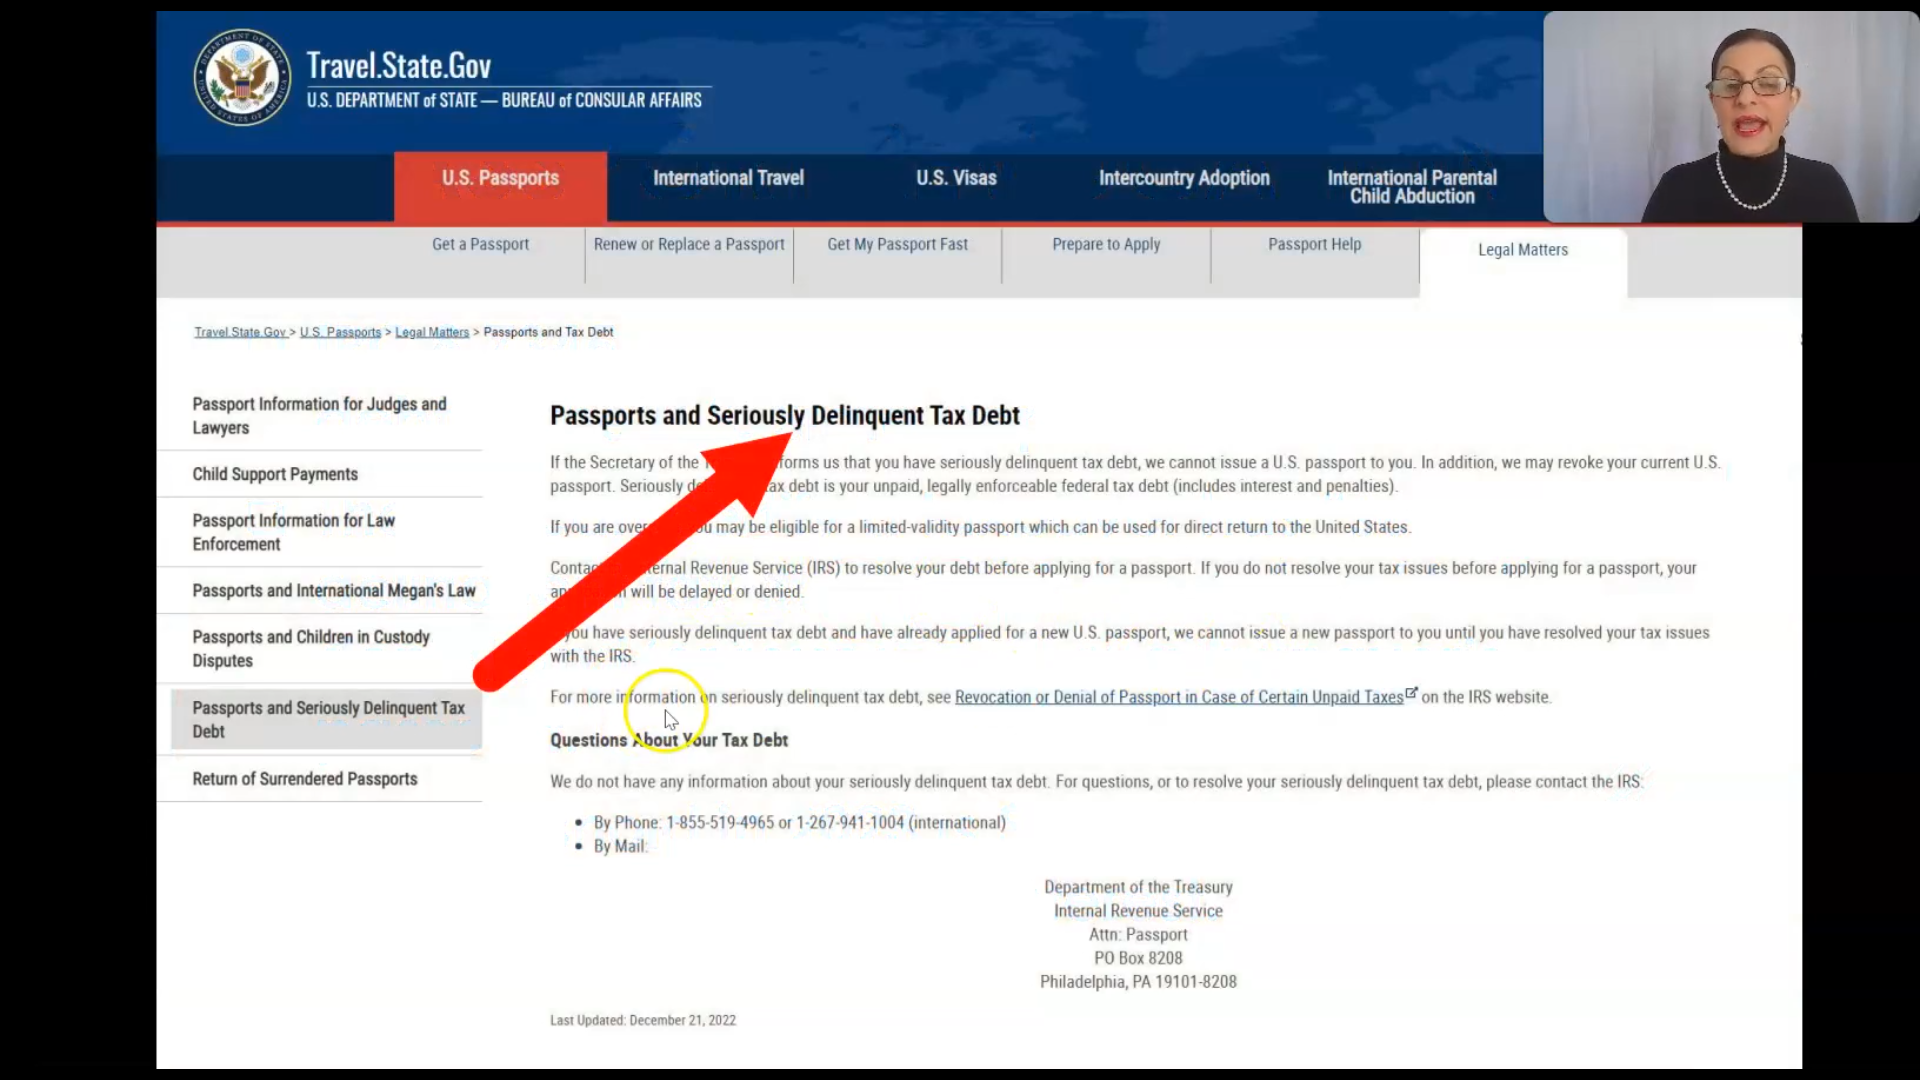 Travel.State.Gov
U.S. DEPARTMENT of STATE — BUREAU of CONSULAR AFFAIRS
U.S. Passports
International Travel
U.S. Visas
Intercountry Adoption
International Parental
Child Abduction
Get a Passport
Renew or Replace a Passport
Get My Passport Fast
Prepare to Apply
Passport Help
Legal Matters
Travel.State.Gov > U.S. Passports > Legal Matters > Passports and Tax Debt
Passport Information for Judges and
Lawyers
Child Support Payments
Passport Information for Law
Enforcement
Passports and International Megan's Law
Passports and Children in Custody
Disputes
Passports and Seriously Delinquent Tax
Debt
Return of Surrendered Passports
Passports and Seriously Delinquent Tax Debt
If the Secretary of the us that you have seriously delinquent tax debt, we cannot issue a U.S. passport to you. In addition, we may revoke your current U.S.
passport. Seriously tax debt is your unpaid, legally enforceable federal tax debt (includes interest and penalties).
If you are may be eligible for a limited-validity passport which can be used for direct return to the United States.
Revenue Service (IRS) to resolve your debt before applying for a passport. If you do not resolve your tax issues before applying for a passport, your
will be delayed or denied.
you have seriously delinquent tax debt and have already applied for a new U.S. passport, we cannot issue a new passport to you until you have resolved your tax issues
with the IRS.
For more information on seriously delinquent tax debt, see Revocation or Denial of Passport in Case of Certain Unpaid Taxes on the IRS website.
Questions About Your Tax Debt
We do not have any information about your seriously delinquent tax debt. For questions, or to resolve your seriously delinquent tax debt, please contact the IRS:
• By Phone: 1-855-519-4965 or 1-267-941-1004 (international)
• By Mail:
Department of the Treasury
Internal Revenue Service
Attn: Passport
PO Box 8208
Philadelphia, PA 19101-8208
Last Updated: December 21, 2022